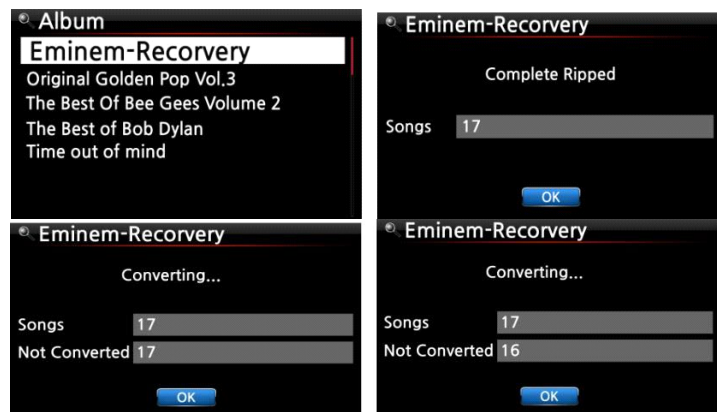 Album
Eminem-Recorvery
Original Golden Pop Vol.3
The Best Of Bee Gees Volume 2
The Best of Bob Dylan
Time out of mind
Eminem-Recorvery
Complete Ripped
Songs 17
OK
Eminem-Recorvery
Converting...
Songs 17
Not Converted 17
OK
Eminem-Recorvery
Converting...
Songs 17
Not Converted 16
OK